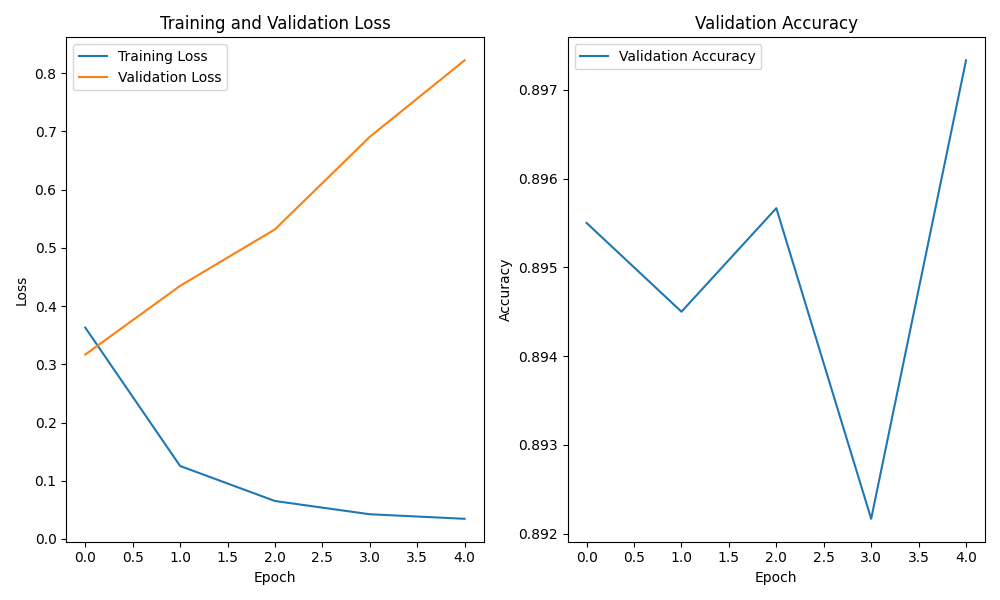 Training and Validation Loss
Training Loss
Validation Loss
0.8
0.7
0.6
0.5
0.4
0.3
0.2
0.1
0.0
Loss
0.0 0.5 1.0 1.5 2.0 2.5 3.0 3.5 4.0
Epoch
Validation Accuracy
Validation Accuracy
0.897
0.896
0.895
0.894
0.893
0.892
Accuracy
0.0 0.5 1.0 1.5 2.0 2.5 3.0 3.5 4.0
Epoch